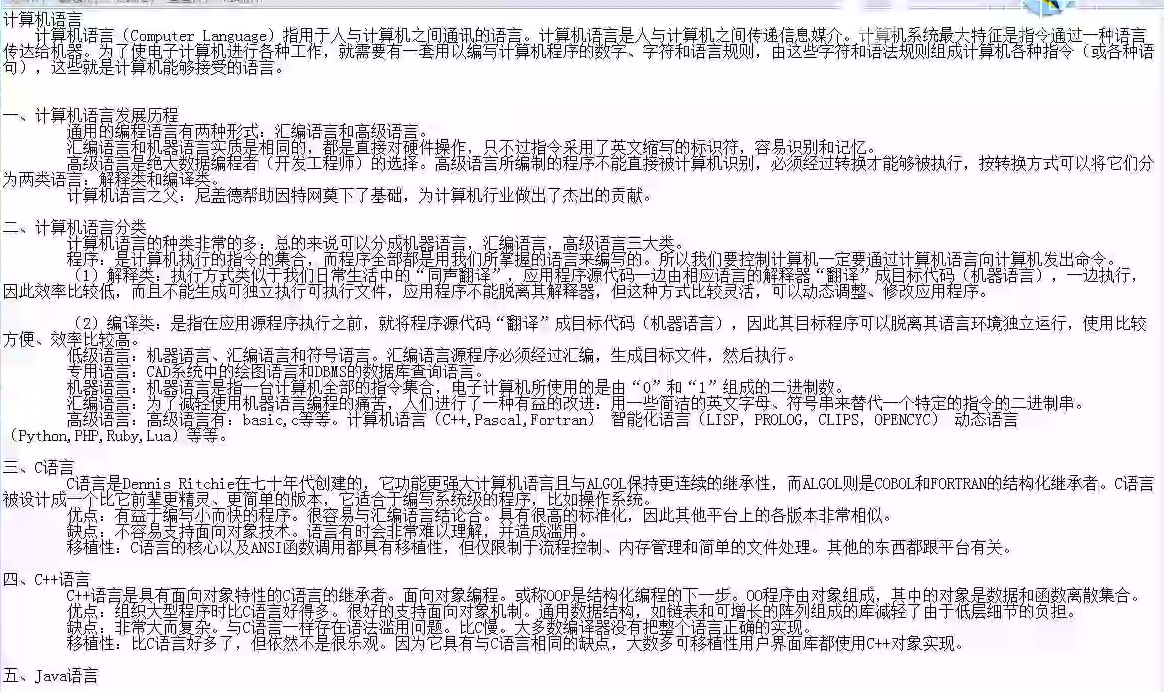 计算机语言
计算机语言（Computer Language）指用于人与计算机之间通讯的语言。计算机语言是人与计算机之间传递信息媒介。计算机系统最大特征是指令通过一种语言
传达给机器。为了使电子计算机进行各种工作，就需要有一套用以编写计算机程序的数字、字符和语言规则，由这些字符和语法规则组成计算机各种指令（或各种语
句），这些就是计算机能够接受的语言。
一、计算机语言发展历程
通用的编程语言有两种形式：汇编语言和高级语言。
汇编语言和机器语言实质是相同的，都是直接对硬件操作，只不过指令采用了英文缩写的标识符，容易识别和记忆。
高级语言是绝大数据编程者（开发工程师）的选择。高级语言所编制的程序不能直接被计算机识别，必须经过转换才能够被执行，按转换方式可以将它们分
为两类语言：解释类和编译类。
计算机语言之父：尼盖德帮助因特网莫下了基础，为计算机行业做出了杰出的贡献。
二、计算机语言分类
计算机语言的种类非常的多：总的来说可以分成机器语言，汇编语言，高级语言三大类。
程序：是计算机执行的指令的集合，而程序全部都是用我们所掌握的语言来编写的。所以我们要控制计算机一定要通过计算机语言向计算机发出命令。
（1）解释类：执行方式类似于我们日常生活中的“同声翻译”，应用程序源代码一边由相应语言的解释器“翻译”成目标代码（机器语言），一边执行，
因此效率比较低，而且不能生成可独立执行可执行文件，应用程序不能脱离其解释器，但这种方式比较灵活，可以动态调整、修改应用程序。
（2）编译类：是指在应用源程序执行之前，就将程序源代码“翻译”成目标代码（机器语言），因此其目标程序可以脱离其语言环境独立运行，使用比较
方便、效率比较高。
低级语言：机器语言、汇编语言和符号语言。汇编语言源程序必须经过汇编，生成目标文件，然后执行。
专用语言：CAD系统中的绘图语言和DBMS的数据库查询语言。
机器语言：机器语言是指一台计算机全部的指令集合，电子计算机所使用的是由“0”和“1”组成的二进制数。
汇编语言：为了减轻使用机器语言编程的痛苦，人们进行了一种有益的改进：用一些简洁的英文字母、符号串来替代一个特定的指令的二进制串。
高级语言：高级语言有：basic,c等等。计算机语言（C++,Pascal,Fortran） 智能化语言（LISP，PROLOG，CLIPS，OPENCYC） 动态语言
（Python,PHP,Ruby,Lua）等等。
三、C语言
C语言是Dennis Ritchie在七十年代创建的，它功能更强大计算机语言且与ALGOL保持更连续的继承性，而ALGOL则是COBOL和FORTRAN的结构化继承者。C语言
被设计成一个比它前辈更精灵、更简单的版本，它适合于编写系统级的程序，比如操作系统。
优点：有益于编写小而快的程序。很容易与汇编语言结论合。具有很高的标准化，因此其他平台上的各版本非常相似。
缺点：不容易支持面向对象技术。语言有时会非常难以理解，并造成滥用。
移植性：C语言的核心以及ANSI函数调用都具有移植性，但仅限制于流程控制、内存管理和简单的文件处理。其他的东西都跟平台有关。
四、C++语言
C++语言是具有面向对象特性的C语言的继承者。面向对象编程。或称OOP是结构化编程的下一步。OO程序由对象组成，其中的对象是数据和函数离散集合。
优点：组织大型程序时比C语言好得多。很好的支持面向对象机制。通用数据结构，如链表和可增长的阵列组成的库减轻了由于低层细节的负担。
缺点：非常大而复杂。与C语言一样存在语法滥用问题。比C慢。大多数编译器没有把整个语言正确的实现。
移植性：比C语言好多了，但依然不是很乐观。因为它具有与C语言相同的缺点，大多数可移植性用户界面库都使用C++对象实现。
五、Java语言